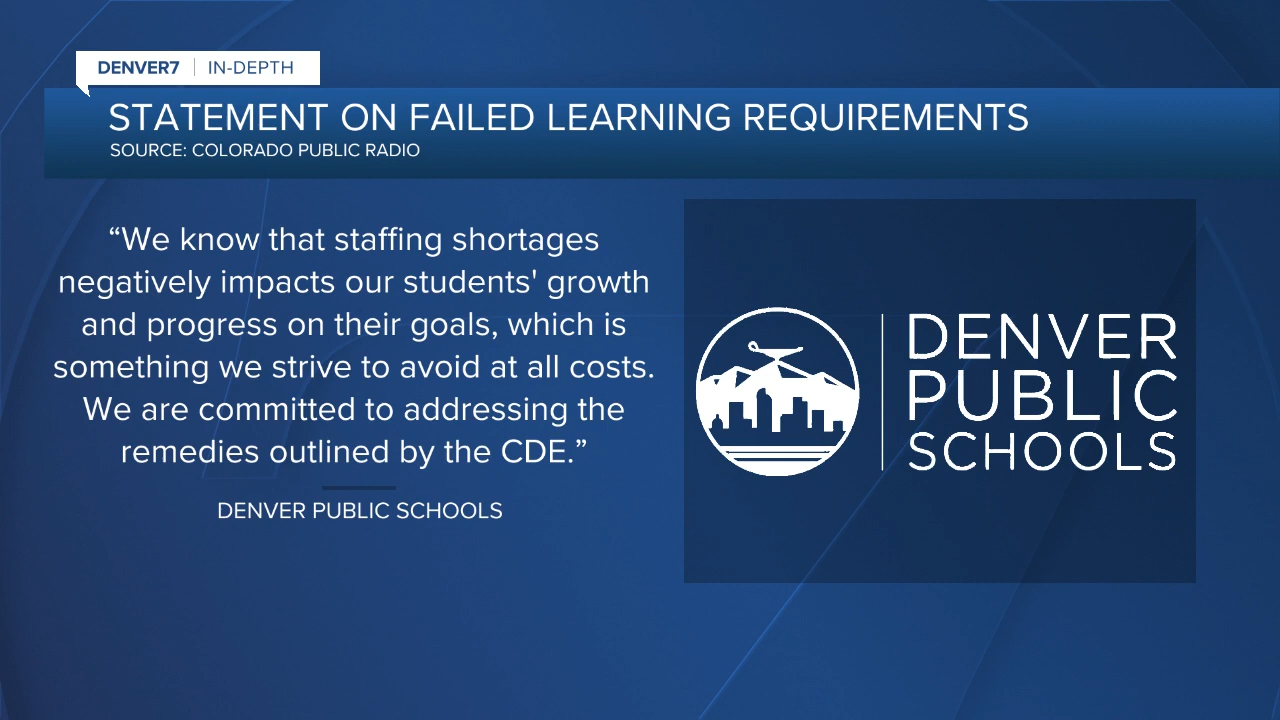 DENVER7 | IN-DEPTH
STATEMENT ON FAILED LEARNING REQUIREMENTS
SOURCE: COLORADO PUBLIC RADIO
“We know that staffing shortages
negatively impacts our students' growth
and progress on their goals, which is
something we strive to avoid at all costs.
We are committed to addressing the
remedies outlined by the CDE.”
DENVER PUBLIC SCHOOLS
DENVER
PUBLIC
SCHOOLS